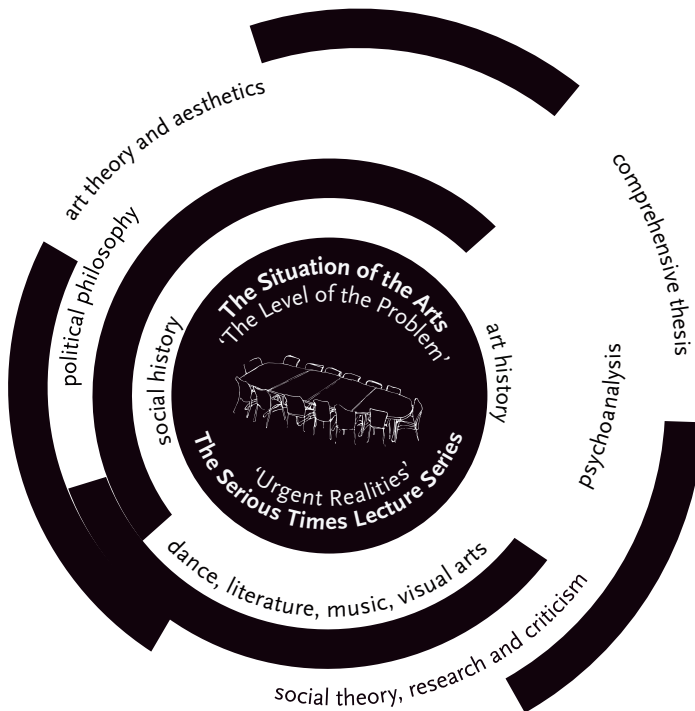 art theory and aesthetics
comprehensive thesis
political philosophy
The Situation of the Arts
‘The Level of the Problem’
social history
art history
psychoanalysis
‘Urgent Realities’
The Serious Times Lecture Series
dance, literature, music, visual arts
social theory, research and criticism